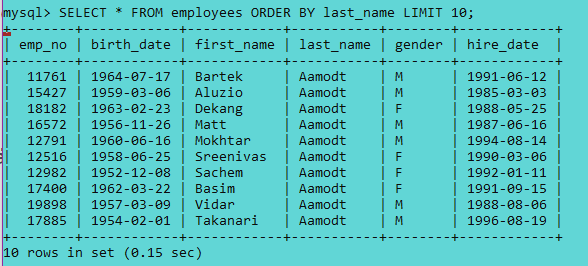 mysql> SELECT * FROM employees ORDER BY last_name LIMIT 10;
+--------+------------+------------+-----------+--------+------------+
| emp_no | birth_date | first_name | last_name | gender | hire_date  |
+--------+------------+------------+-----------+--------+------------+
|  11761 | 1964-07-17 | Bartek     | Aamodt    | M      | 1991-06-12 |
|  15427 | 1959-03-06 | Aluzio     | Aamodt    | M      | 1985-03-03 |
|  18182 | 1963-02-23 | Dekang     | Aamodt    | F      | 1988-05-25 |
|  16572 | 1956-11-26 | Matt       | Aamodt    | M      | 1987-06-16 |
|  12791 | 1960-06-16 | Mokhtar    | Aamodt    | M      | 1994-08-14 |
|  12516 | 1958-06-25 | Sreenivas  | Aamodt    | F      | 1990-03-06 |
|  12982 | 1952-12-08 | Sachem     | Aamodt    | F      | 1992-01-11 |
|  17400 | 1962-03-22 | Basim      | Aamodt    | F      | 1991-09-15 |
|  19898 | 1957-03-09 | Vidar      | Aamodt    | M      | 1988-08-06 |
|  17885 | 1954-02-01 | Takanari   | Aamodt    | M      | 1996-08-19 |
+--------+------------+------------+-----------+--------+------------+
10 rows in set (0.15 sec)